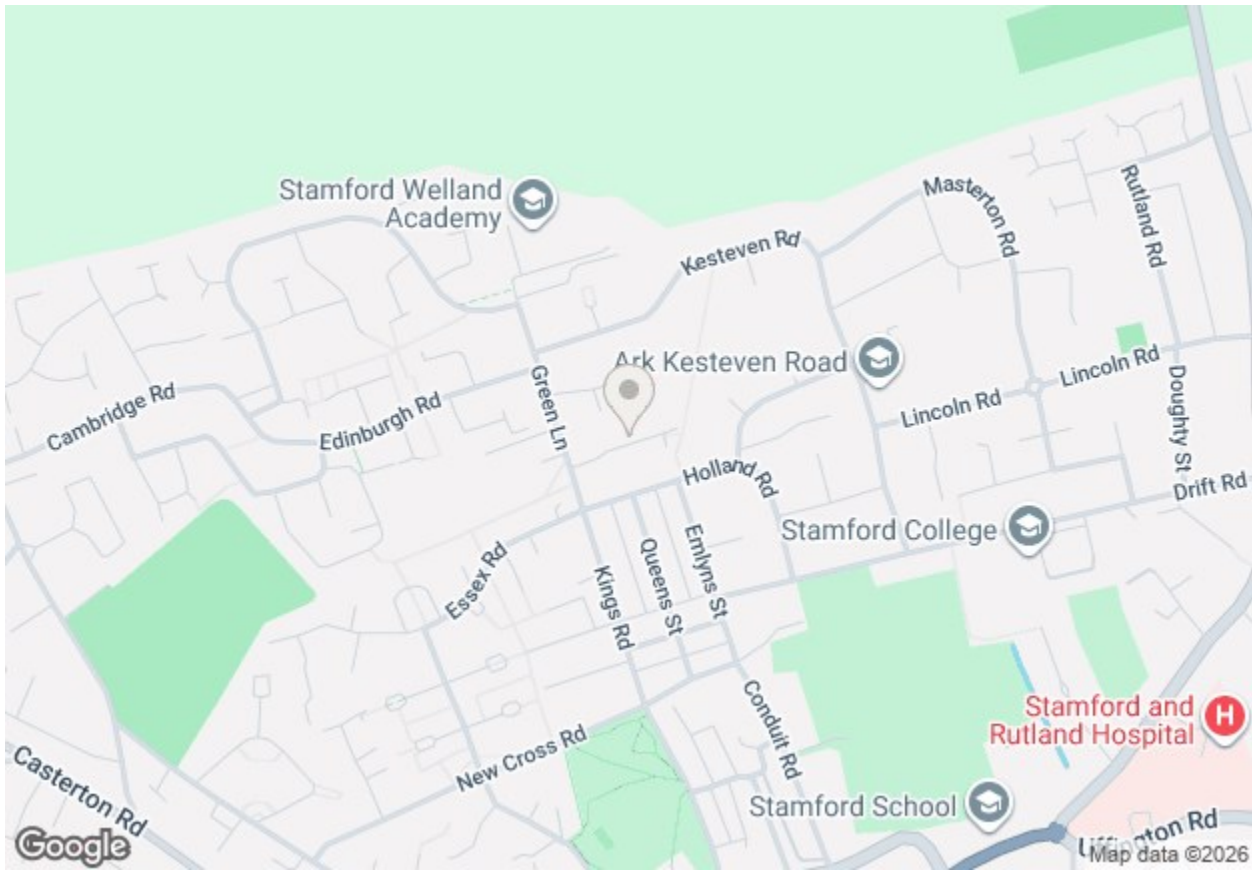 Stamford Welland
Academy
Masterton Rd
Rutland Rd
Kesteven Rd
Ark Kesteven Road
Lincoln Rd
Green Ln
Cambridge Rd
Edinburgh Rd
Lincoln Rd
Doughty St
Holland Rd
Drift Rd
Stamford College
Essex Rd
Queens St
Emlyns St
Kings Rd
Conduit Rd
Stamford and
Rutland Hospital
New Cross Rd
Casterton Rd
Stamford School
Uffington Rd
Google
Map data ©2026